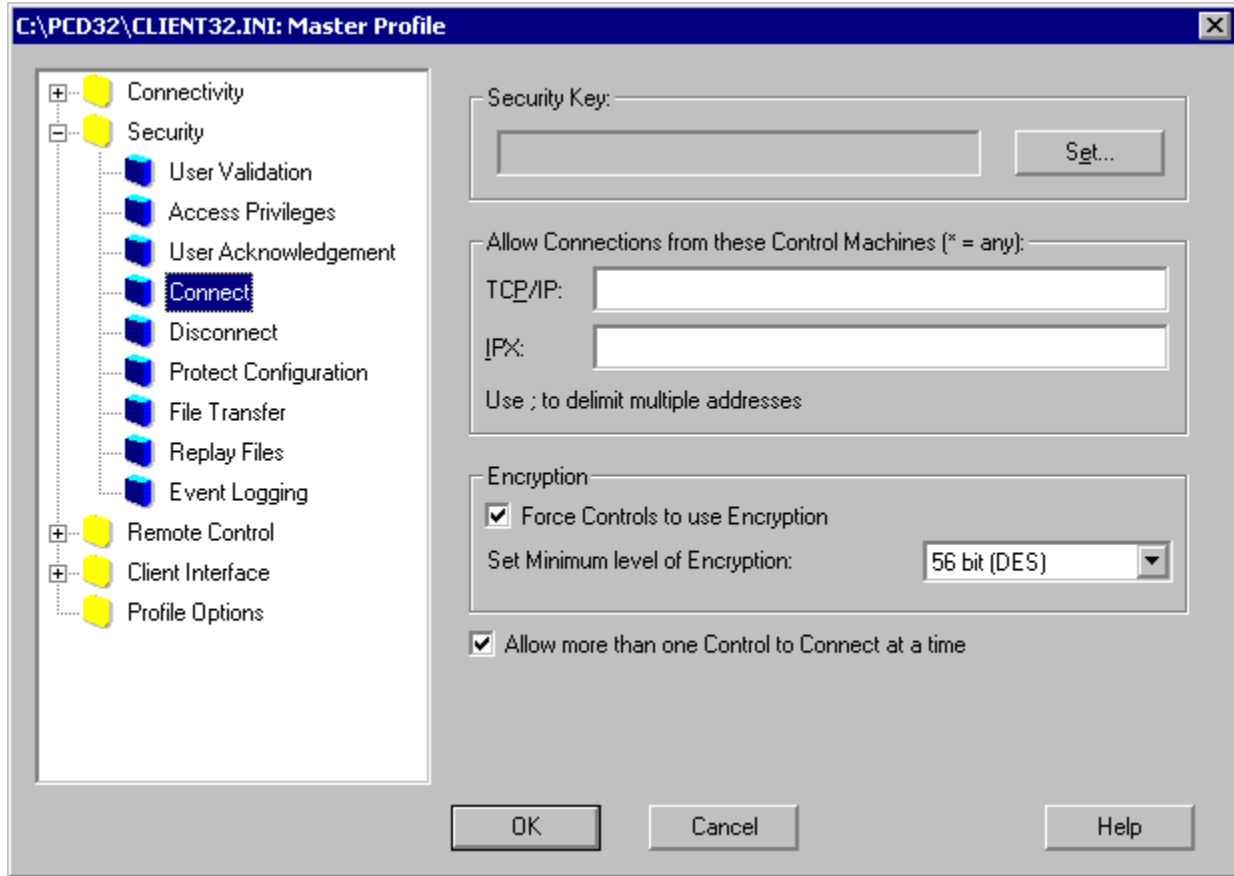 C:\PCD32\CLIENT32.INI: Master Profile
Connectivity
Security
User Validation
Access Privileges
User Acknowledgement
Connect
Disconnect
Protect Configuration
File Transfer
Replay Files
Event Logging
Remote Control
Client Interface
Profile Options
Security Key:
Set...
Allow Connections from these Control Machines (* = any):
TCP/IP:
IPX:
Use ; to delimit multiple addresses
Encryption
Force Controls to use Encryption
Set Minimum level of Encryption:
56 bit (DES)
Allow more than one Control to Connect at a time
OK
Cancel
Help